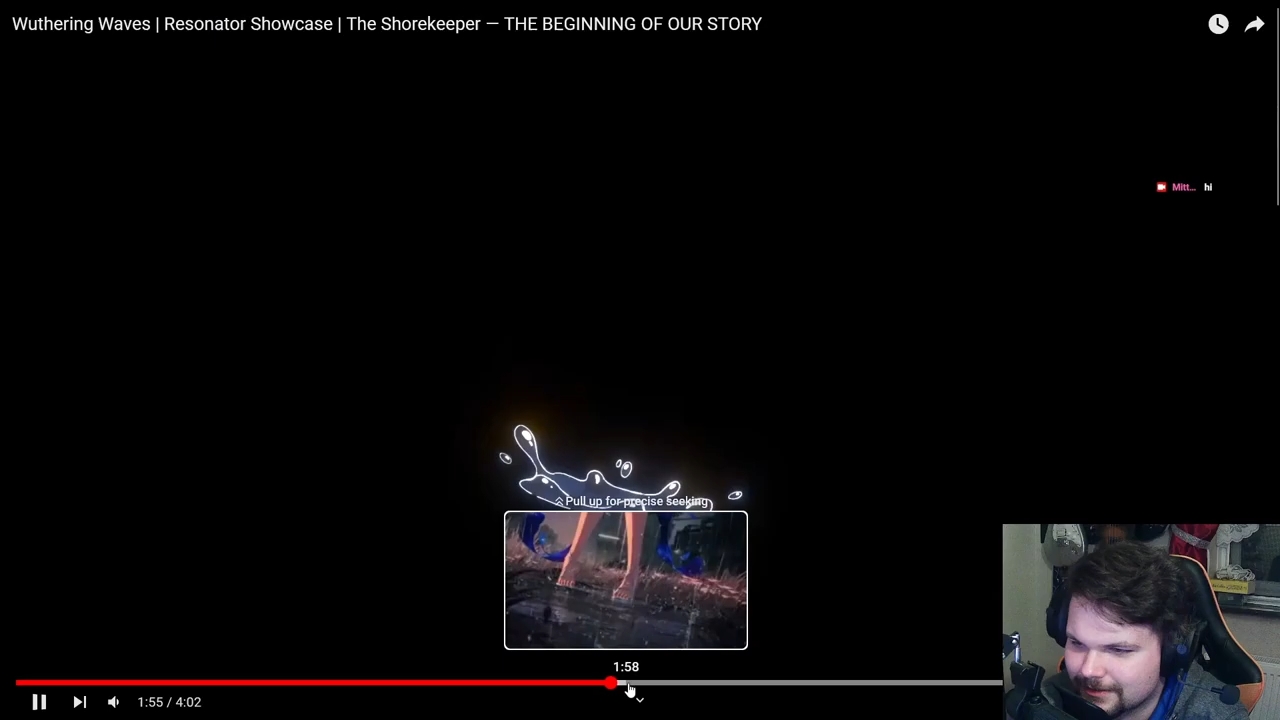 Wuthering Waves | Resonator Showcase | The Shorekeeper — THE BEGINNING OF OUR STORY
Mitt... hi
Pull up for precise seeking
1:58
1:55 / 4:02